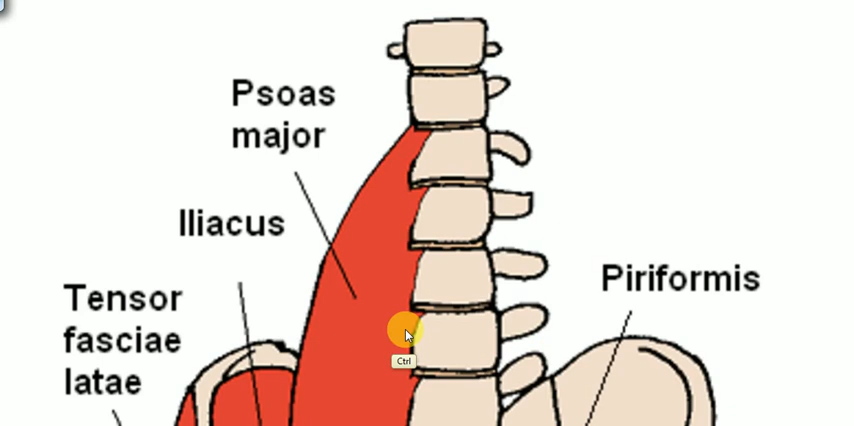 Psoas
major
Iliacus
Tensor
fasciae
latae
Piriformis
Ctrl